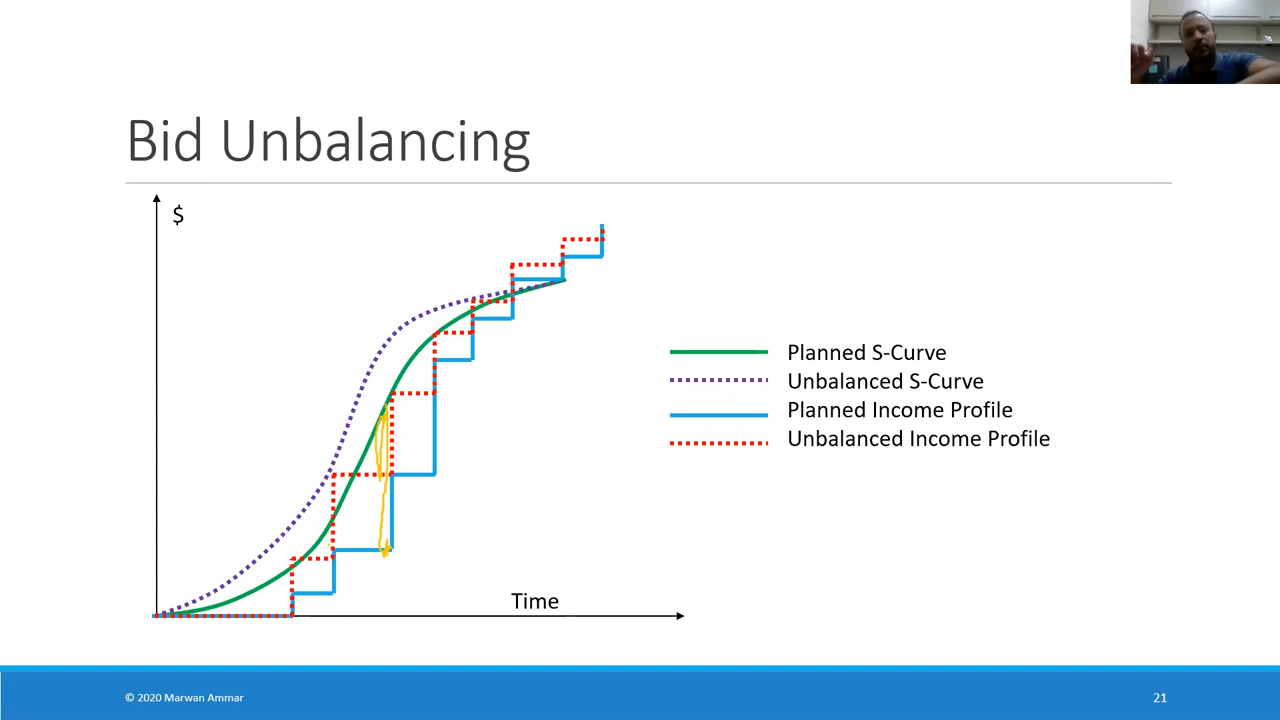 Bid Unbalancing
$
Planned S-Curve
Unbalanced S-Curve
Planned Income Profile
Unbalanced Income Profile
Time
© 2020 Marwan Ammar
21